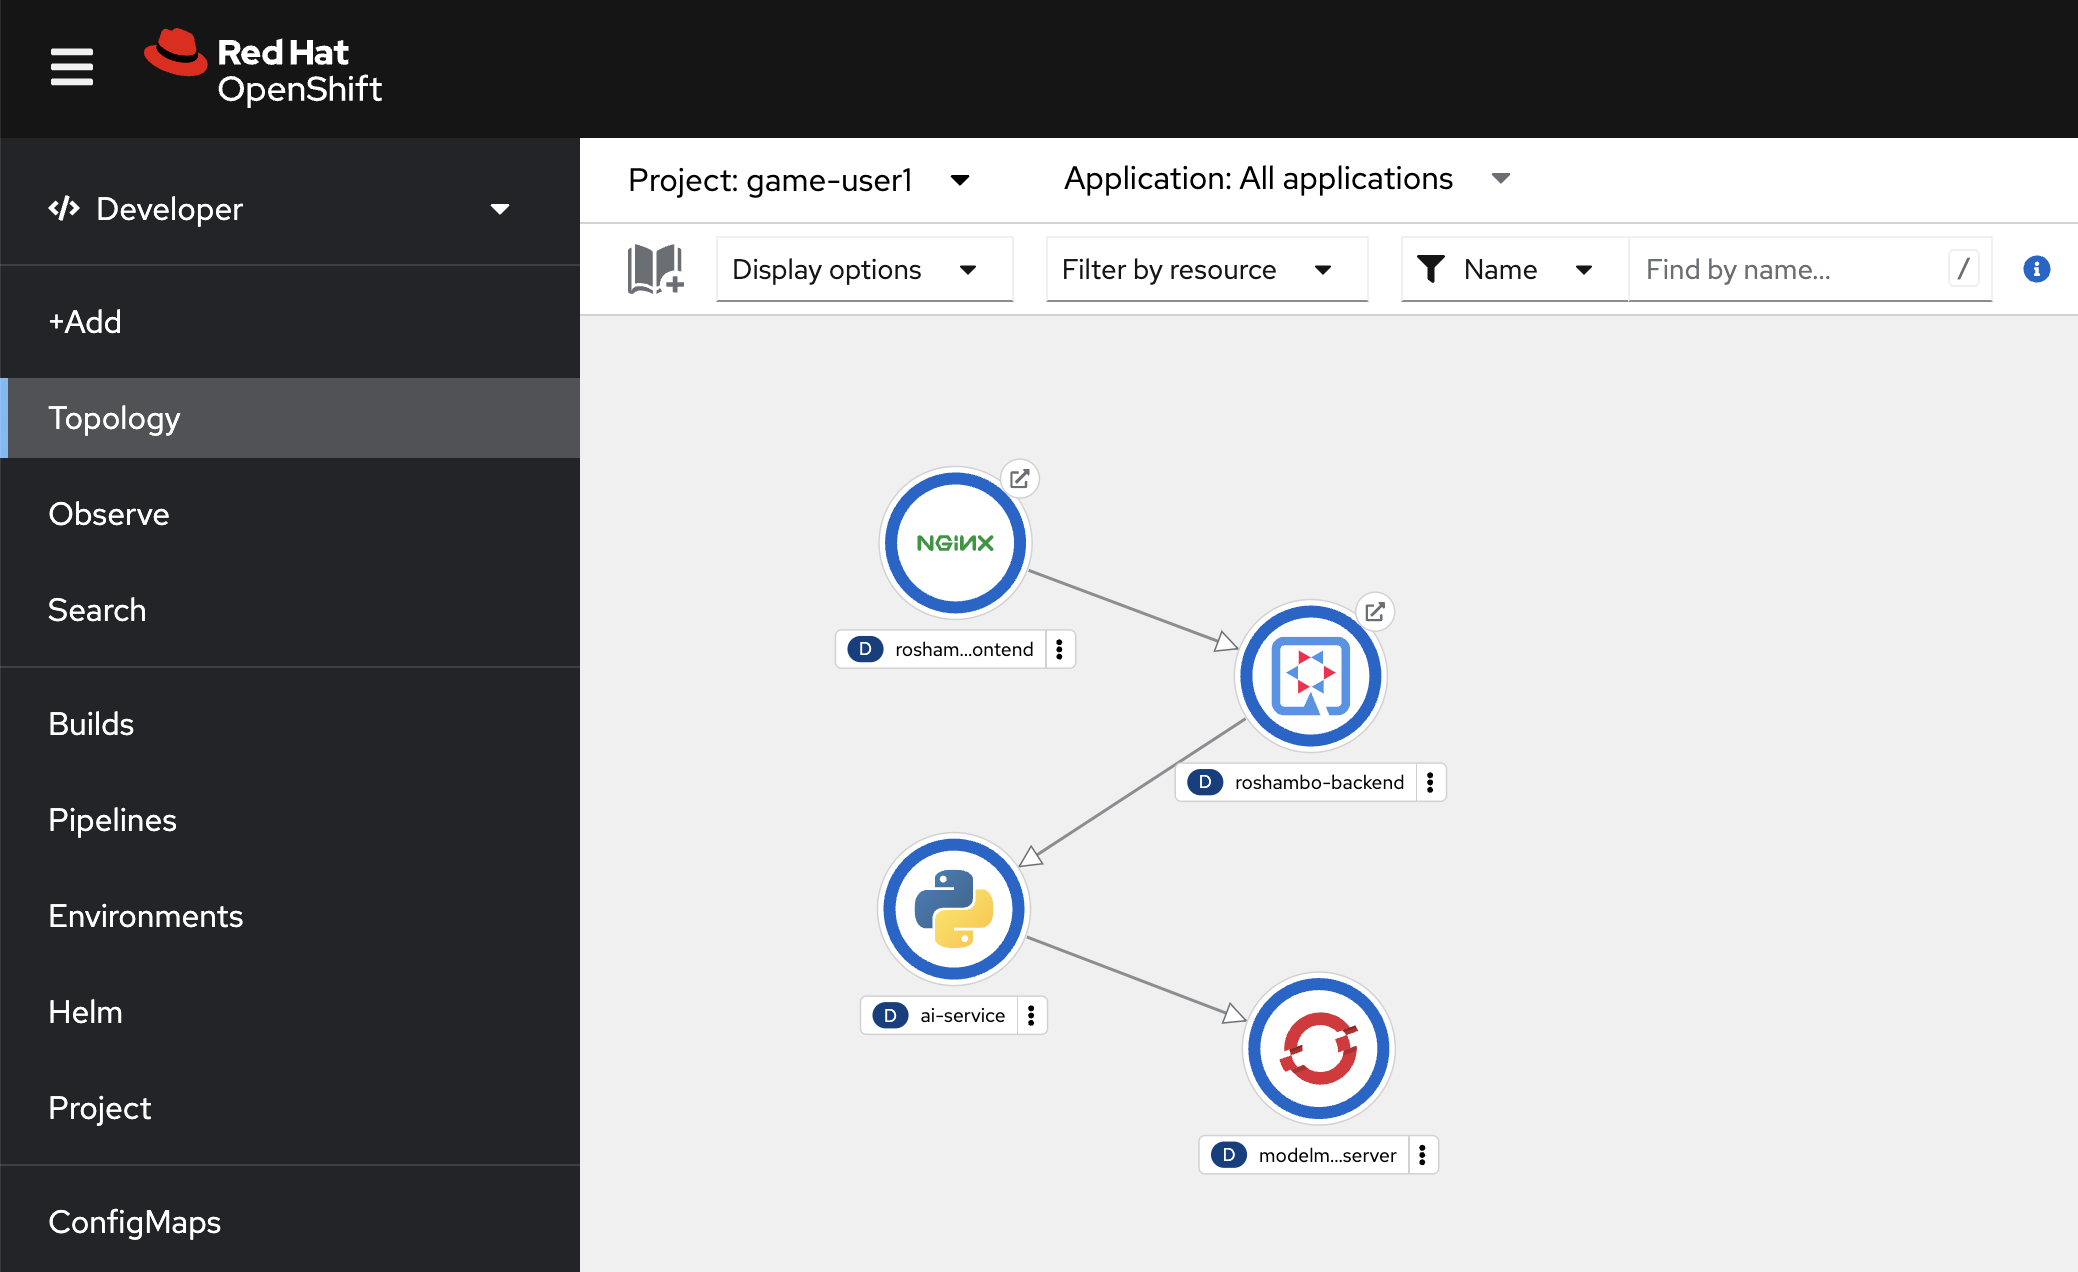 Red Hat
OpenShift
Developer
Project: game-user1
Application: All applications
Display options
Filter by resource
Name
Find by name...
/
+Add
Topology
Observe
Search
Builds
Pipelines
Environments
Helm
Project
ConfigMaps
NGINX
D rosham...ontend
D roshambo-backend
D ai-service
D modelm...server